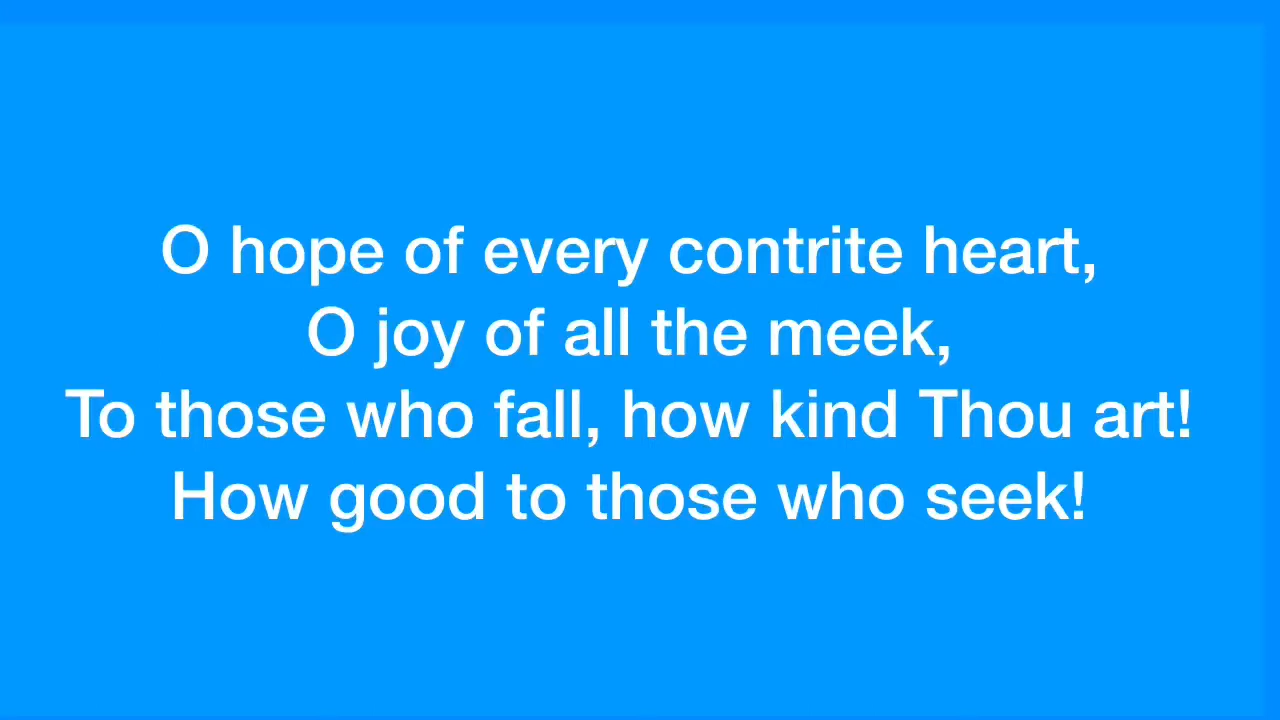 O hope of every contrite heart,
O joy of all the meek,
To those who fall, how kind Thou art!
How good to those who seek!